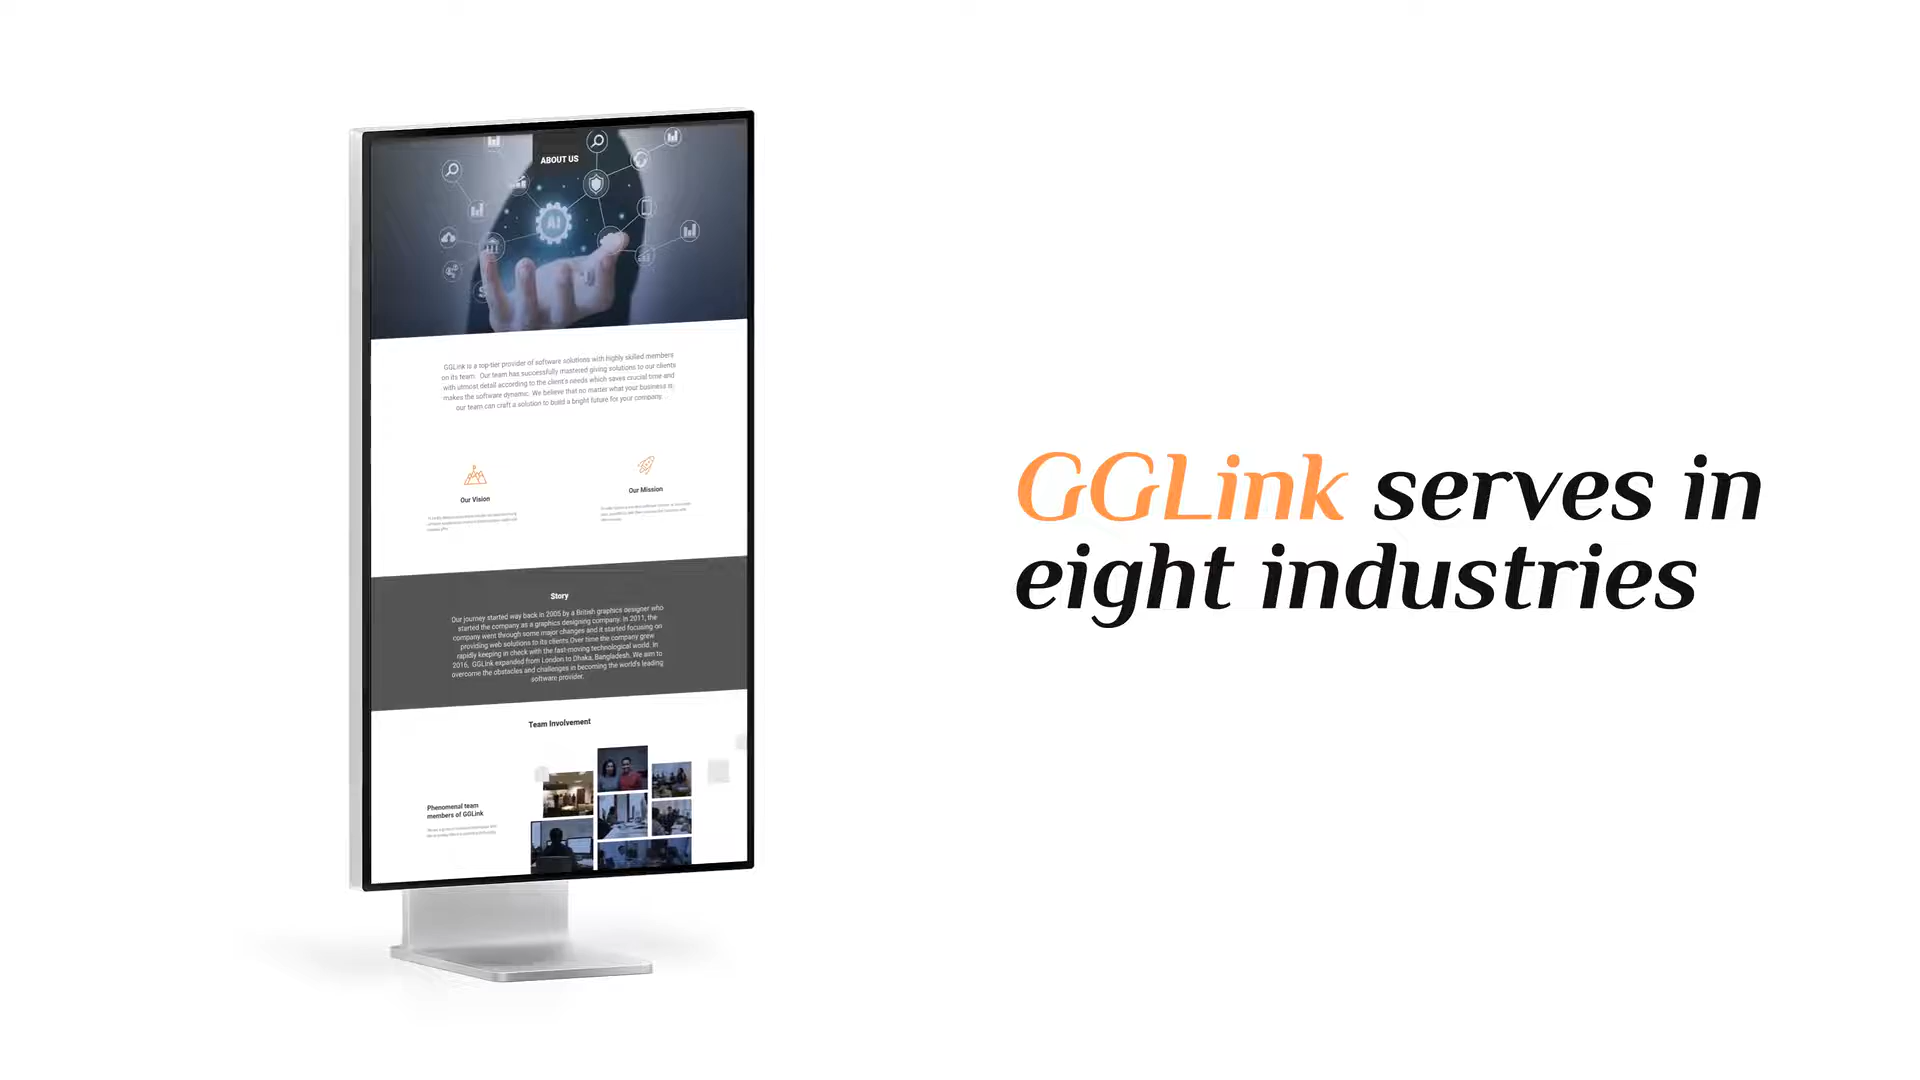 ABOUT US
AI
GGLink is a top-tier provider of software solutions with highly skilled members
on its team. Our team has successfully mastered giving solutions to our clients
with utmost detail according to the client's needs which saves crucial time and
makes the software dynamic. We believe that no matter what your business is,
our team can craft a solution to build a bright future for your company.
Our Vision
Our Mission
Story
Our journey started way back in 2005 by a British graphics designer who
started the company as a graphics designing company. In 2011, the
company went through some major changes and it started focusing on
providing web solutions to its clients.Over time the company grew
rapidly keeping in check with the fast-moving technological world. In
2016, GGLink expanded from London to Dhaka, Bangladesh. We aim to
overcome the obstacles and challenges in becoming the world's leading
software provider.
Team Involvement
Phenomenal team
members of GGLink
GGLink serves in
eight industries